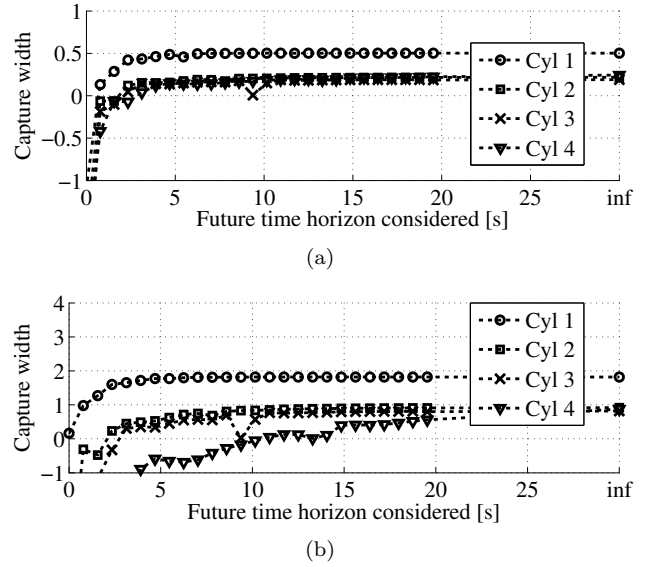 1
0.5
0
−0.5
−1
Capture width
Cyl 1
Cyl 2
Cyl 3
Cyl 4
0 5 10 15 20 25 inf
Future time horizon considered [s]
(a)
4
3
2
1
0
−1
Capture width
Cyl 1
Cyl 2
Cyl 3
Cyl 4
0 5 10 15 20 25 inf
Future time horizon considered [s]
(b)